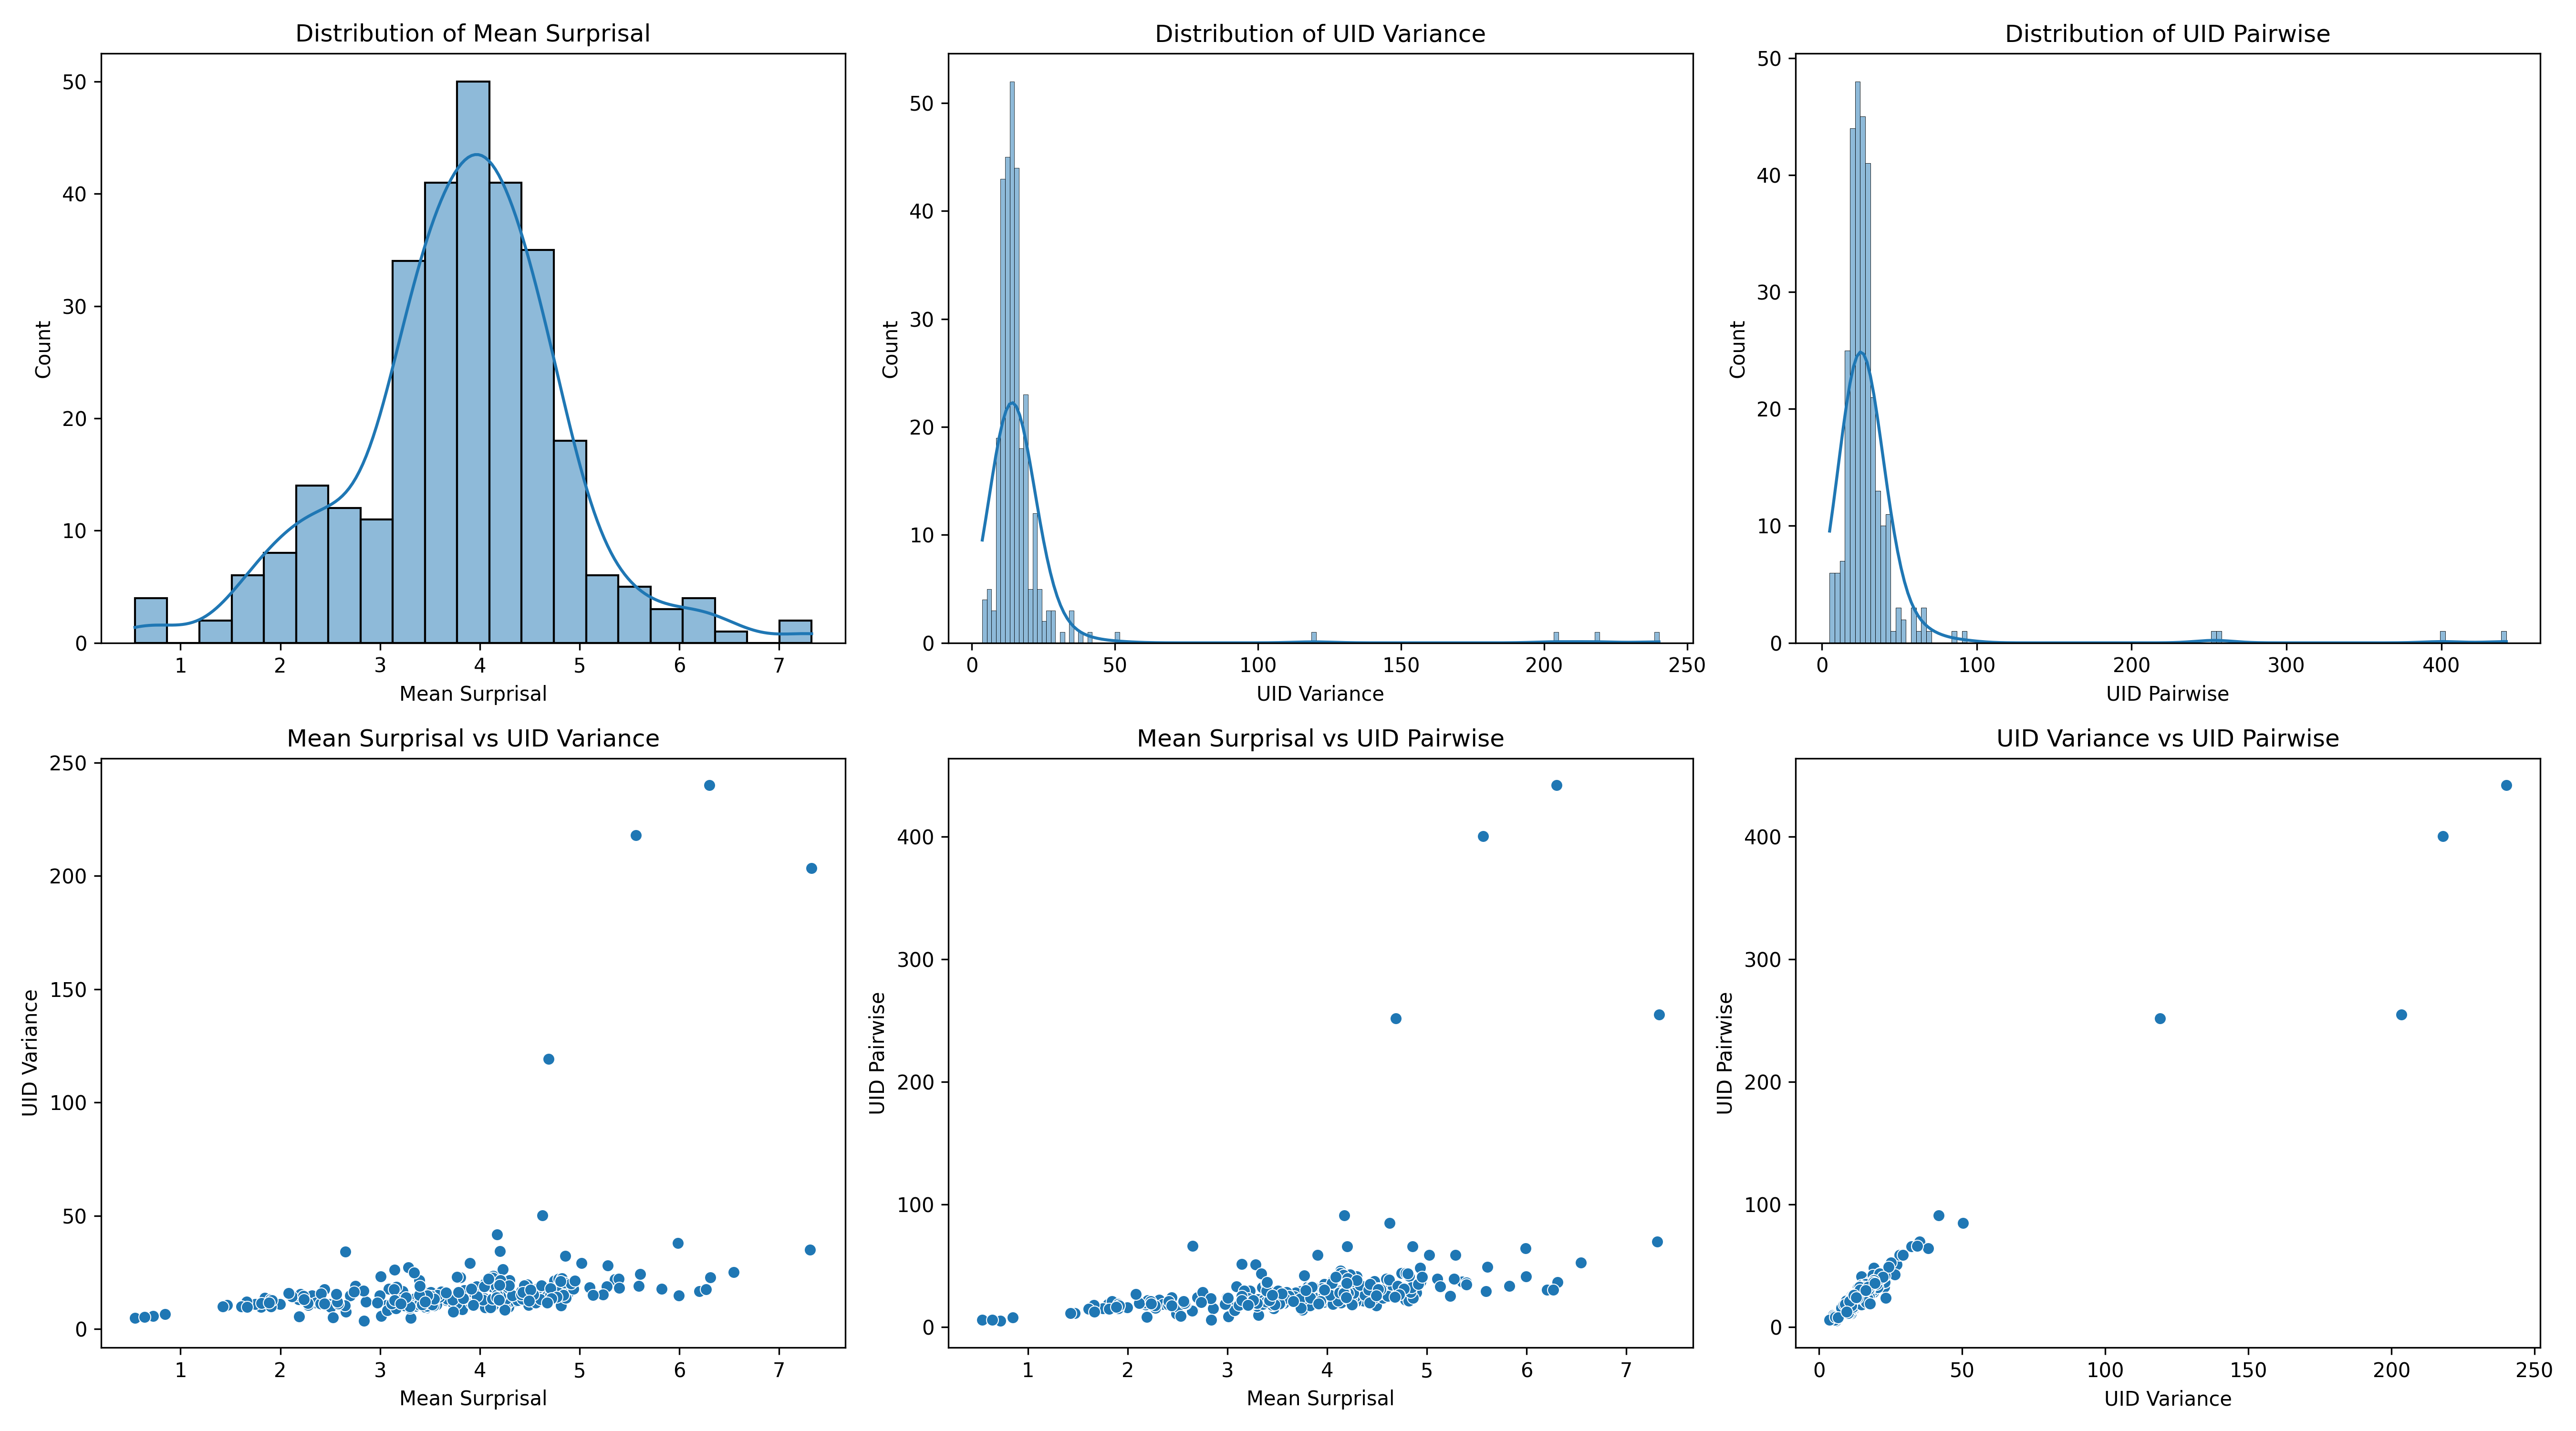 Distribution of Mean Surprisal
50
40
30
20
10
0
Count
1 2 3 4 5 6 7
Mean Surprisal
Distribution of UID Variance
50
40
30
20
10
0
Count
0 50 100 150 200 250
UID Variance
Distribution of UID Pairwise
50
40
30
20
10
0
Count
0 100 200 300 400
UID Pairwise
Mean Surprisal vs UID Variance
250
200
150
100
50
0
UID Variance
1 2 3 4 5 6 7
Mean Surprisal
Mean Surprisal vs UID Pairwise
400
300
200
100
0
UID Pairwise
1 2 3 4 5 6 7
Mean Surprisal
UID Variance vs UID Pairwise
400
300
200
100
0
UID Pairwise
0 50 100 150 200 250
UID Variance